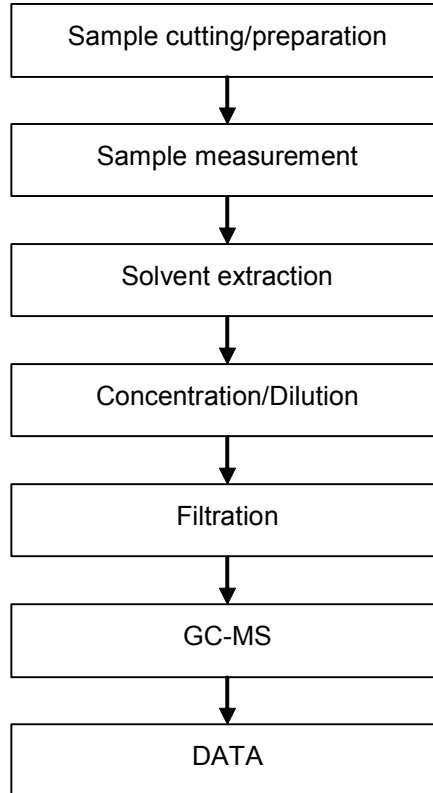 Sample cutting/preparation
Sample measurement
Solvent extraction
Concentration/Dilution
Filtration
GC-MS
DATA